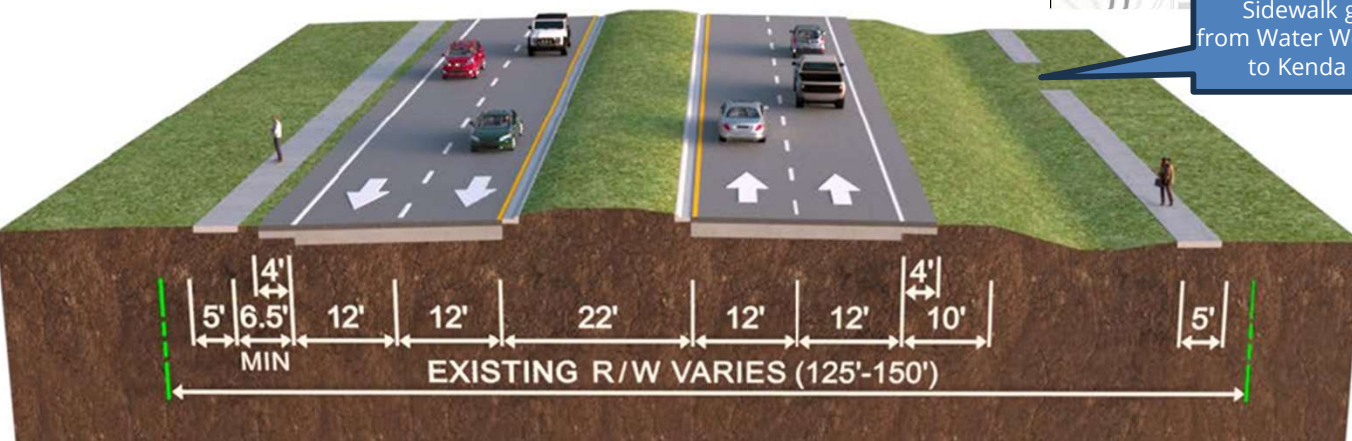 Sidewalk g
from Water W
to Kenda
4' 4'
5' 6.5' 12' 12' 22' 12' 12' 10' 5'
MIN
EXISTING R/W VARIES (125'-150')